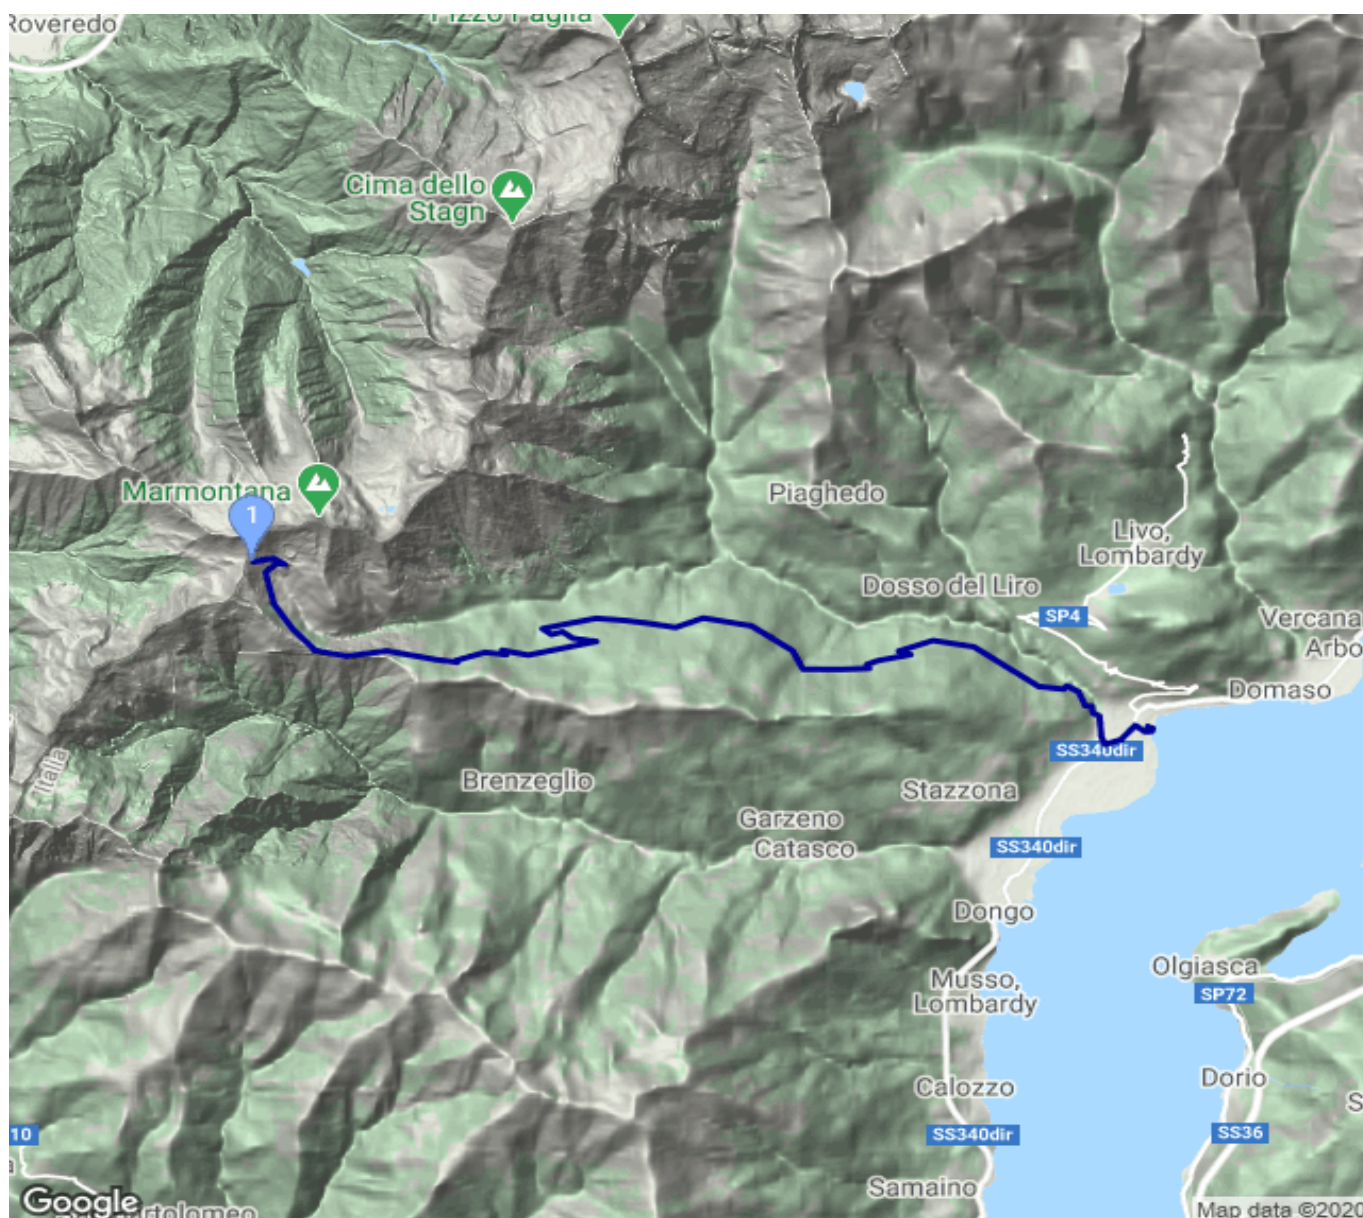 Pizzo Paglia
Roveredo
Cima dello
Stagn
Marmontana
1
Piaghedo
Livo,
Lombardy
Dosso del Liro
SP4
Vercana
Arbo
Domaso
SS340dir
Italia
Brenzeglio
Stazzona
Garzeno
Catasco
SS340dir
Dongo
Olgiasca
SP72
Musso,
Lombardy
Calozzo
Dorio
S
10
SS340dir
SS36
a
Samaino
Google
Map data ©2020